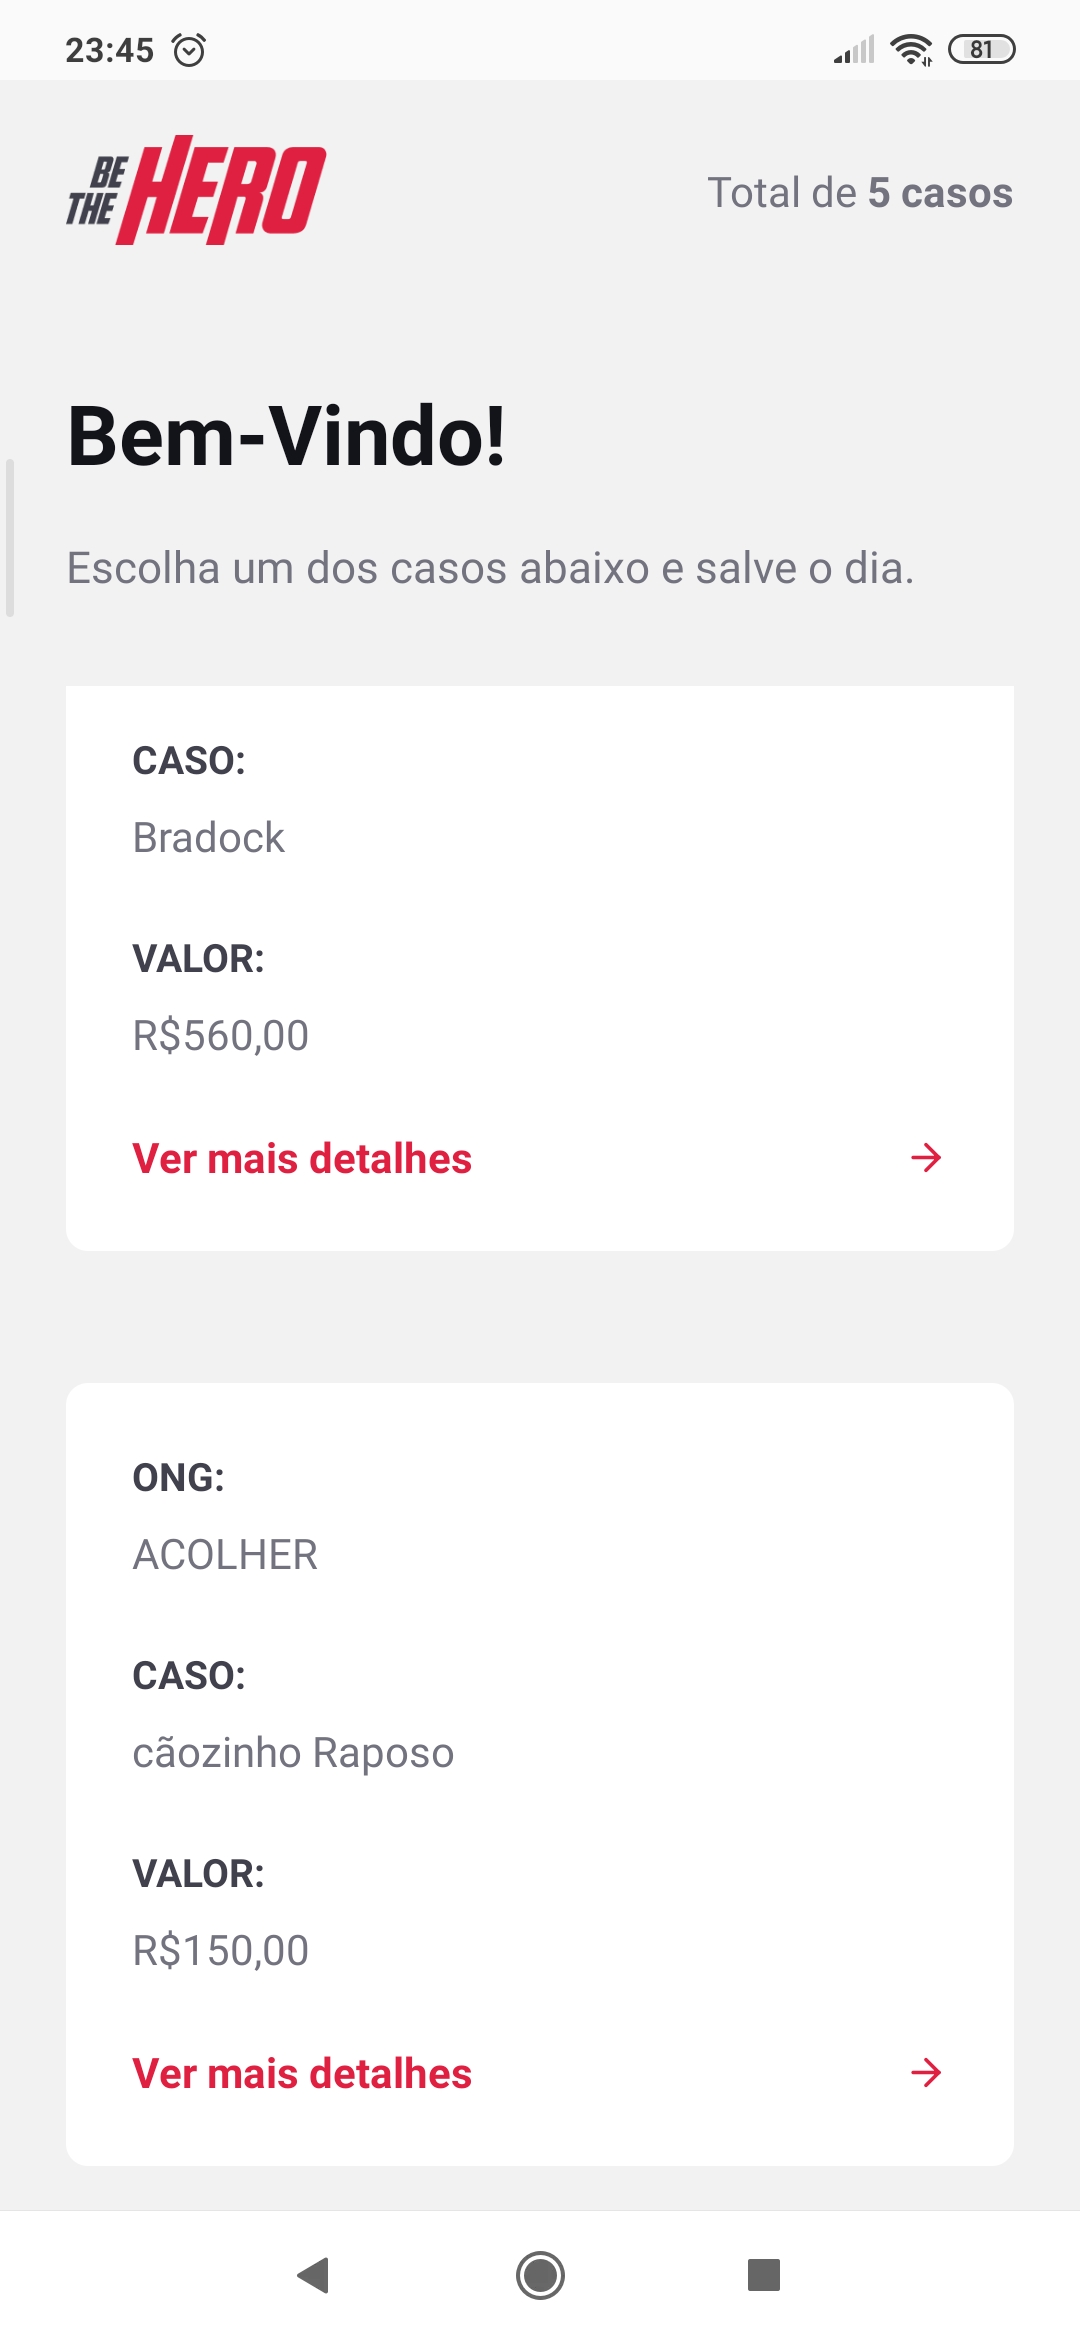 23:45
81
BE
THE HERO
Total de 5 casos
Bem-Vindo!
Escolha um dos casos abaixo e salve o dia.
CASO:
Bradock
VALOR:
R$560,00
Ver mais detalhes
ONG:
ACOLHER
CASO:
cãozinho Raposo
VALOR:
R$150,00
Ver mais detalhes